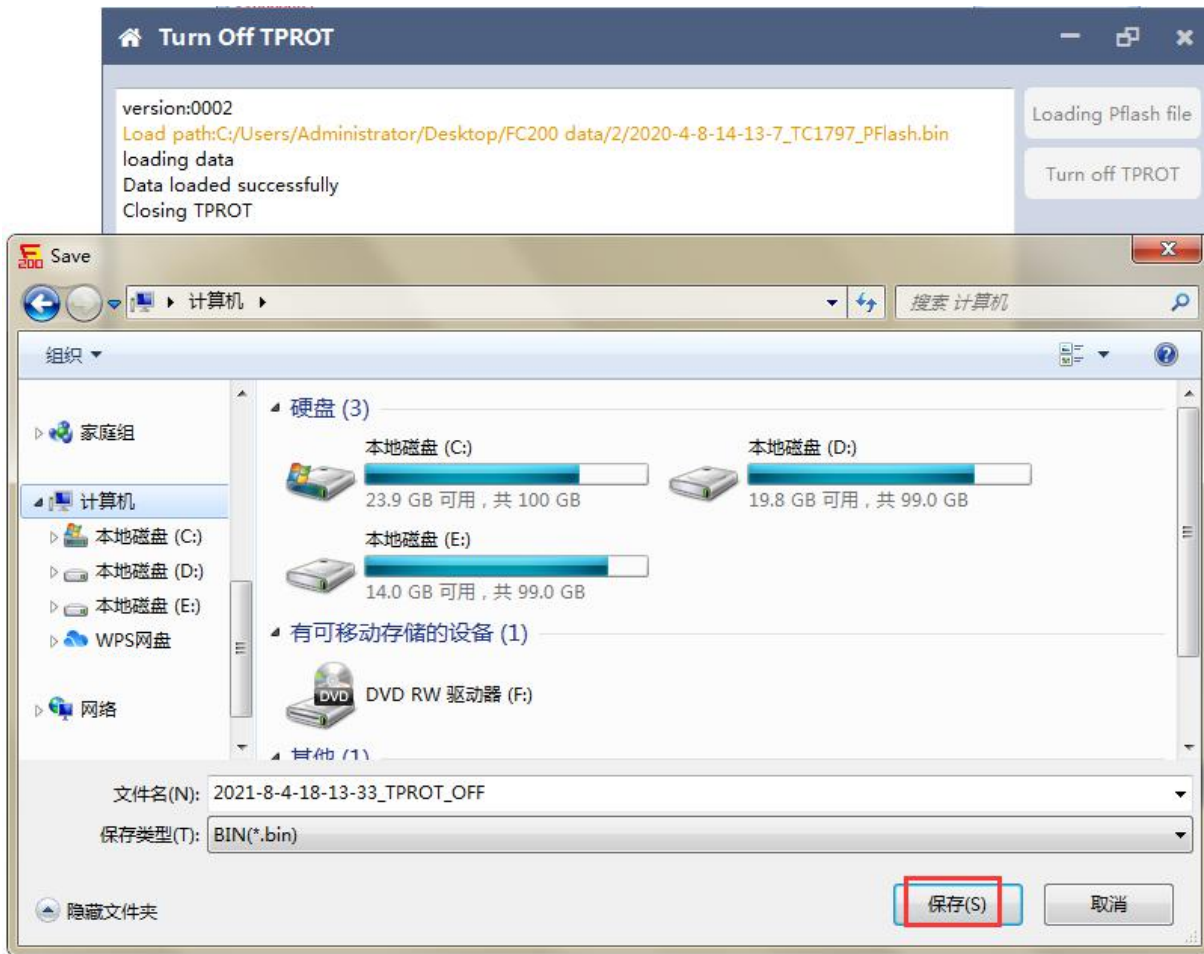 Turn Off TPROT
version:0002
Load path:C:/Users/Administrator/Desktop/FC200 data/2/2020-4-8-14-13-7_TC1797_PFlash.bin
loading data
Data loaded successfully
Closing TPROT
Loading Pflash file
Turn off TPROT
F200 Save
计算机
搜索 计算机
组织
家庭组
计算机
本地磁盘 (C:)
本地磁盘 (D:)
本地磁盘 (E:)
WPS网盘
网络
硬盘 (3)
本地磁盘 (C:)
23.9 GB 可用，共 100 GB
本地磁盘 (D:)
19.8 GB 可用，共 99.0 GB
本地磁盘 (E:)
14.0 GB 可用，共 99.0 GB
有可移动存储的设备 (1)
DVD
DVD RW 驱动器 (F:)
其他 (1)
文件名(N): 2021-8-4-18-13-33_TPROT_OFF
保存类型(T): BIN(*.bin)
隐藏文件夹
保存(S)
取消